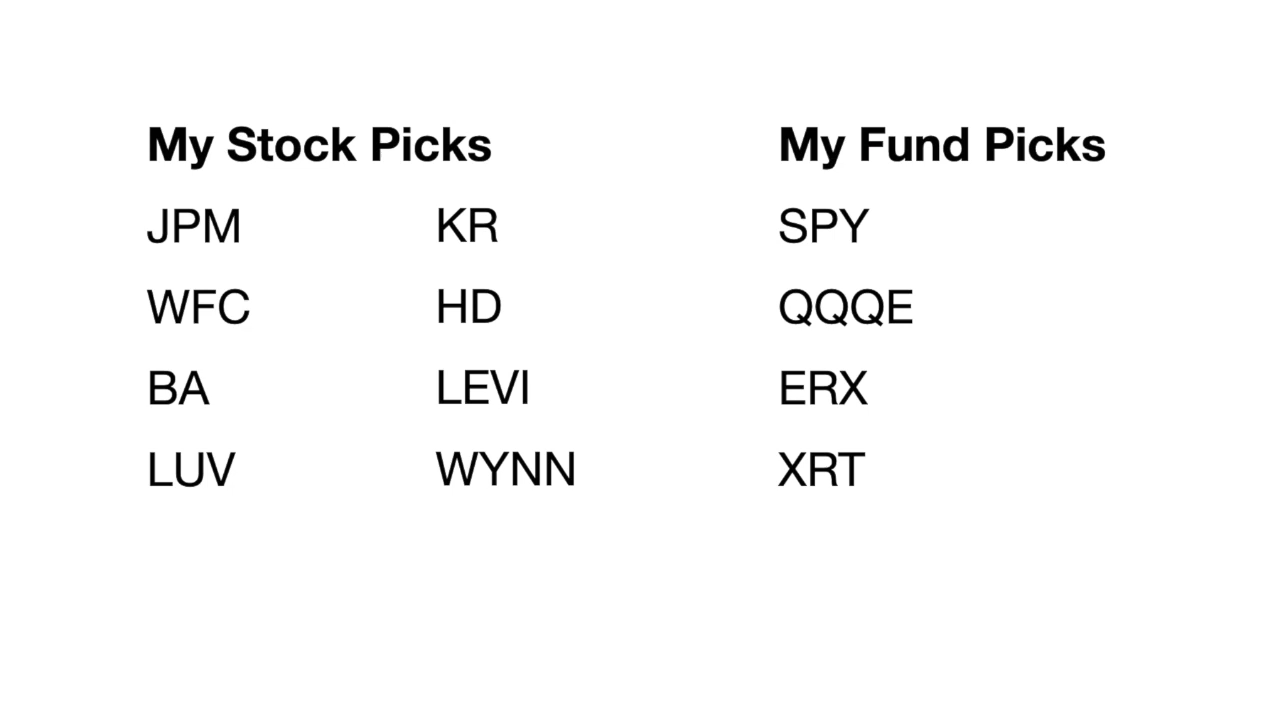 My Stock Picks
JPM KR
WFC HD
BA LEVI
LUV WYNN
My Fund Picks
SPY
QQQE
ERX
XRT